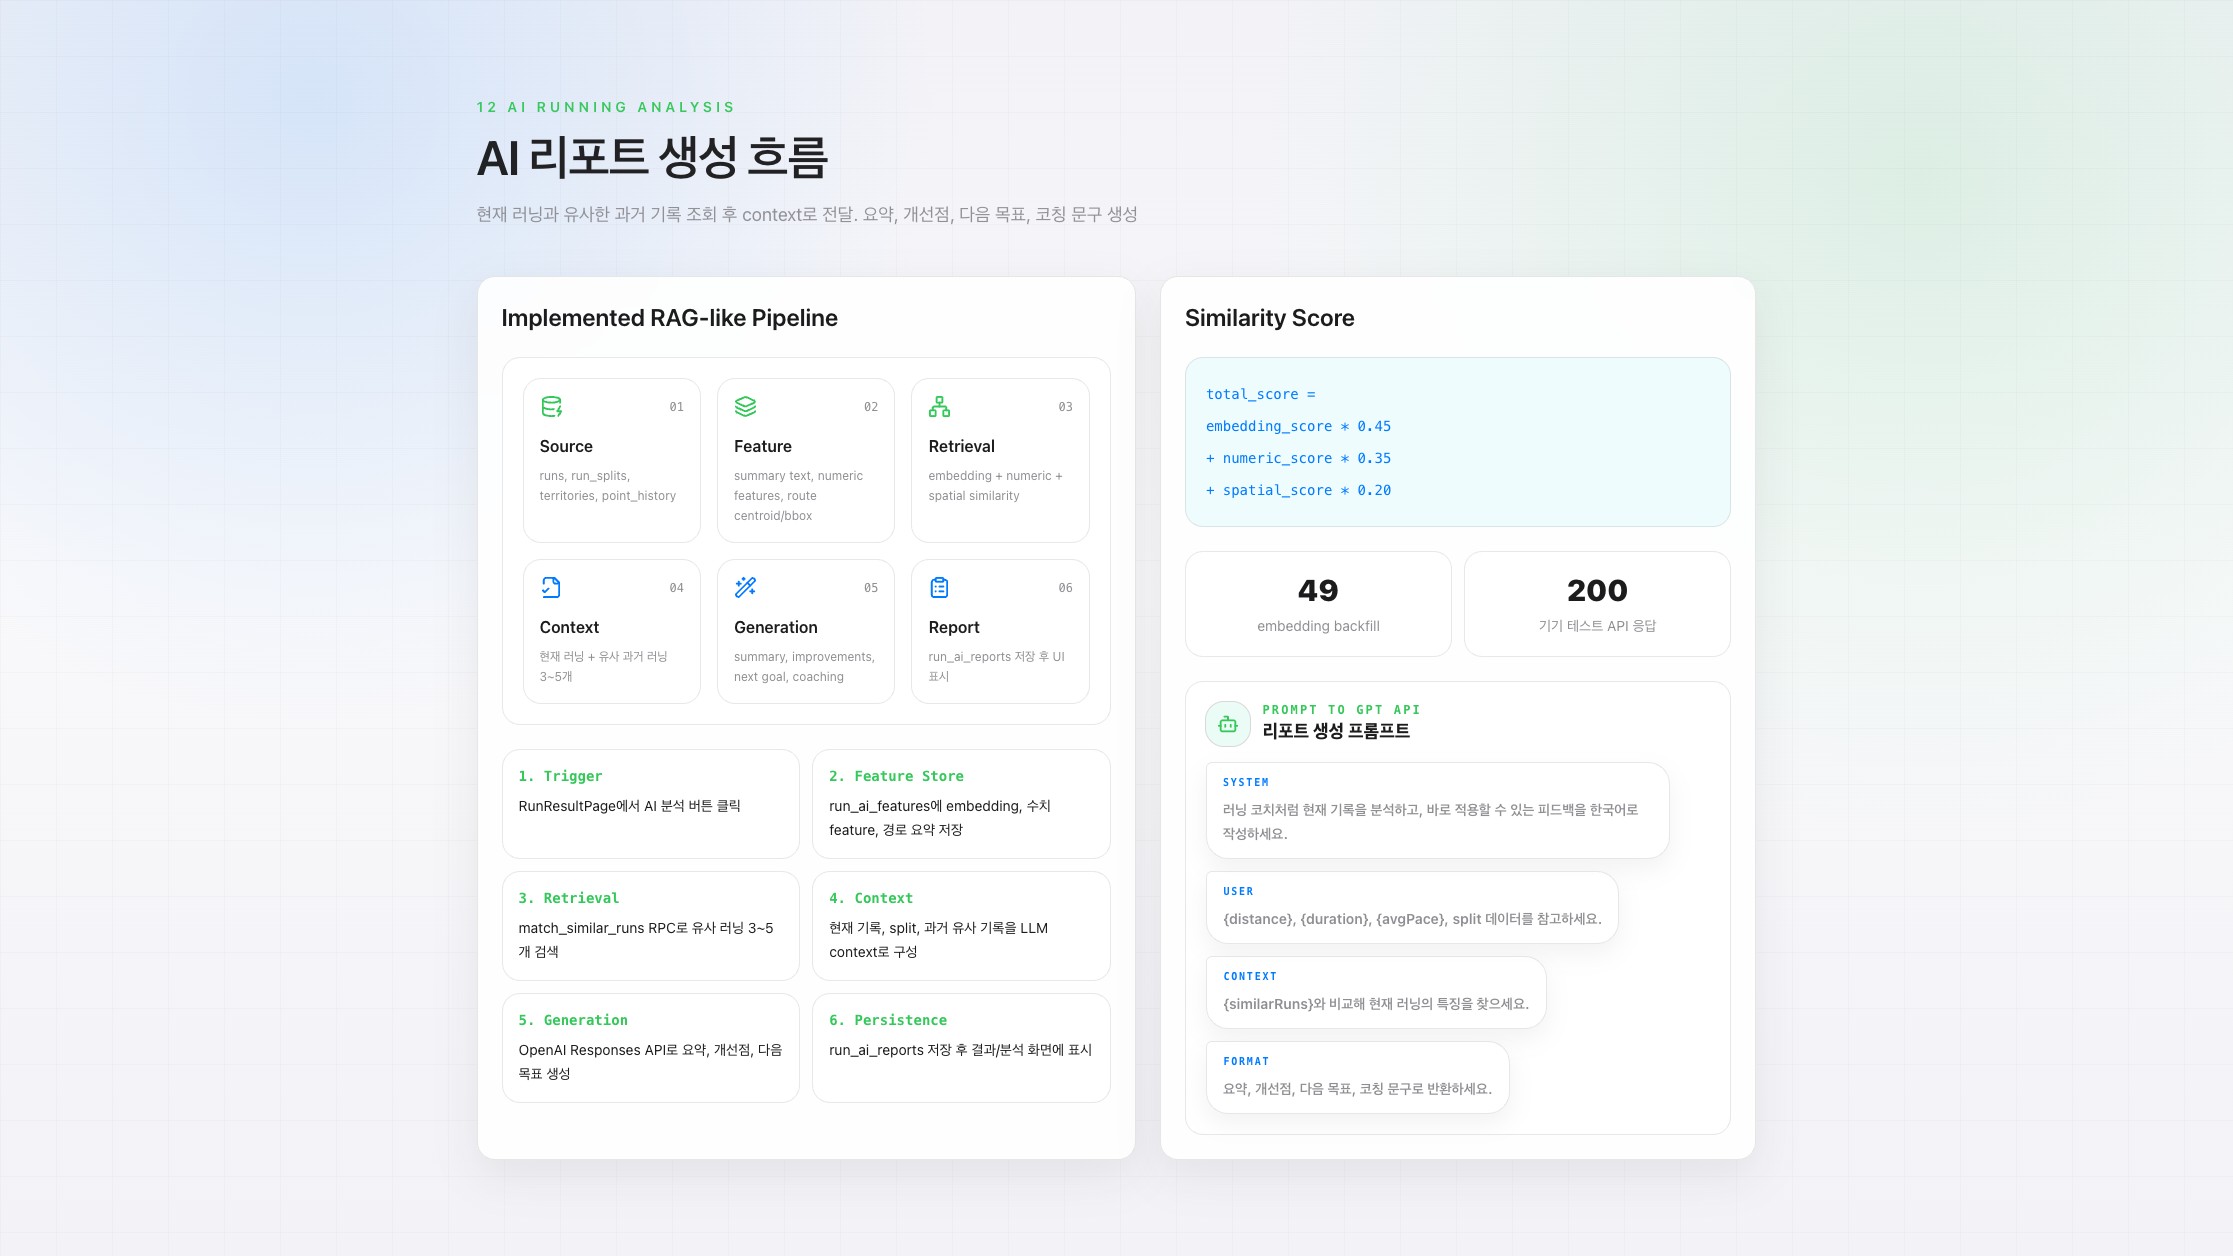 12 AI RUNNING ANALYSIS
AI 리포트 생성 흐름
현재 러닝과 유사한 과거 기록 조회 후 context로 전달. 요약, 개선점, 다음 목표, 코칭 문구 생성
Implemented RAG-like Pipeline
01
Source
runs, run_splits,
territories, point_history
02
Feature
summary text, numeric
features, route
centroid/bbox
03
Retrieval
embedding + numeric +
spatial similarity
04
Context
현재 러닝 + 유사 과거 러닝
3~5개
05
Generation
summary, improvements,
next goal, coaching
06
Report
run_ai_reports 저장 후 UI
표시
1. Trigger
RunResultPage에서 AI 분석 버튼 클릭
2. Feature Store
run_ai_features에 embedding, 수치
feature, 경로 요약 저장
3. Retrieval
match_similar_runs RPC로 유사 러닝 3~5
개 검색
4. Context
현재 기록, split, 과거 유사 기록을 LLM
context로 구성
5. Generation
OpenAI Responses API로 요약, 개선점, 다음
목표 생성
6. Persistence
run_ai_reports 저장 후 결과/분석 화면에 표시
Similarity Score
total_score =
embedding_score * 0.45
+ numeric_score * 0.35
+ spatial_score * 0.20
49
embedding backfill
200
기기 테스트 API 응답
PROMPT TO GPT API
리포트 생성 프롬프트
SYSTEM
러닝 코치처럼 현재 기록을 분석하고, 바로 적용할 수 있는 피드백을 한국어로
작성하세요.
USER
{distance}, {duration}, {avgPace}, split 데이터를 참고하세요.
CONTEXT
{similarRuns}와 비교해 현재 러닝의 특징을 찾으세요.
FORMAT
요약, 개선점, 다음 목표, 코칭 문구로 반환하세요.